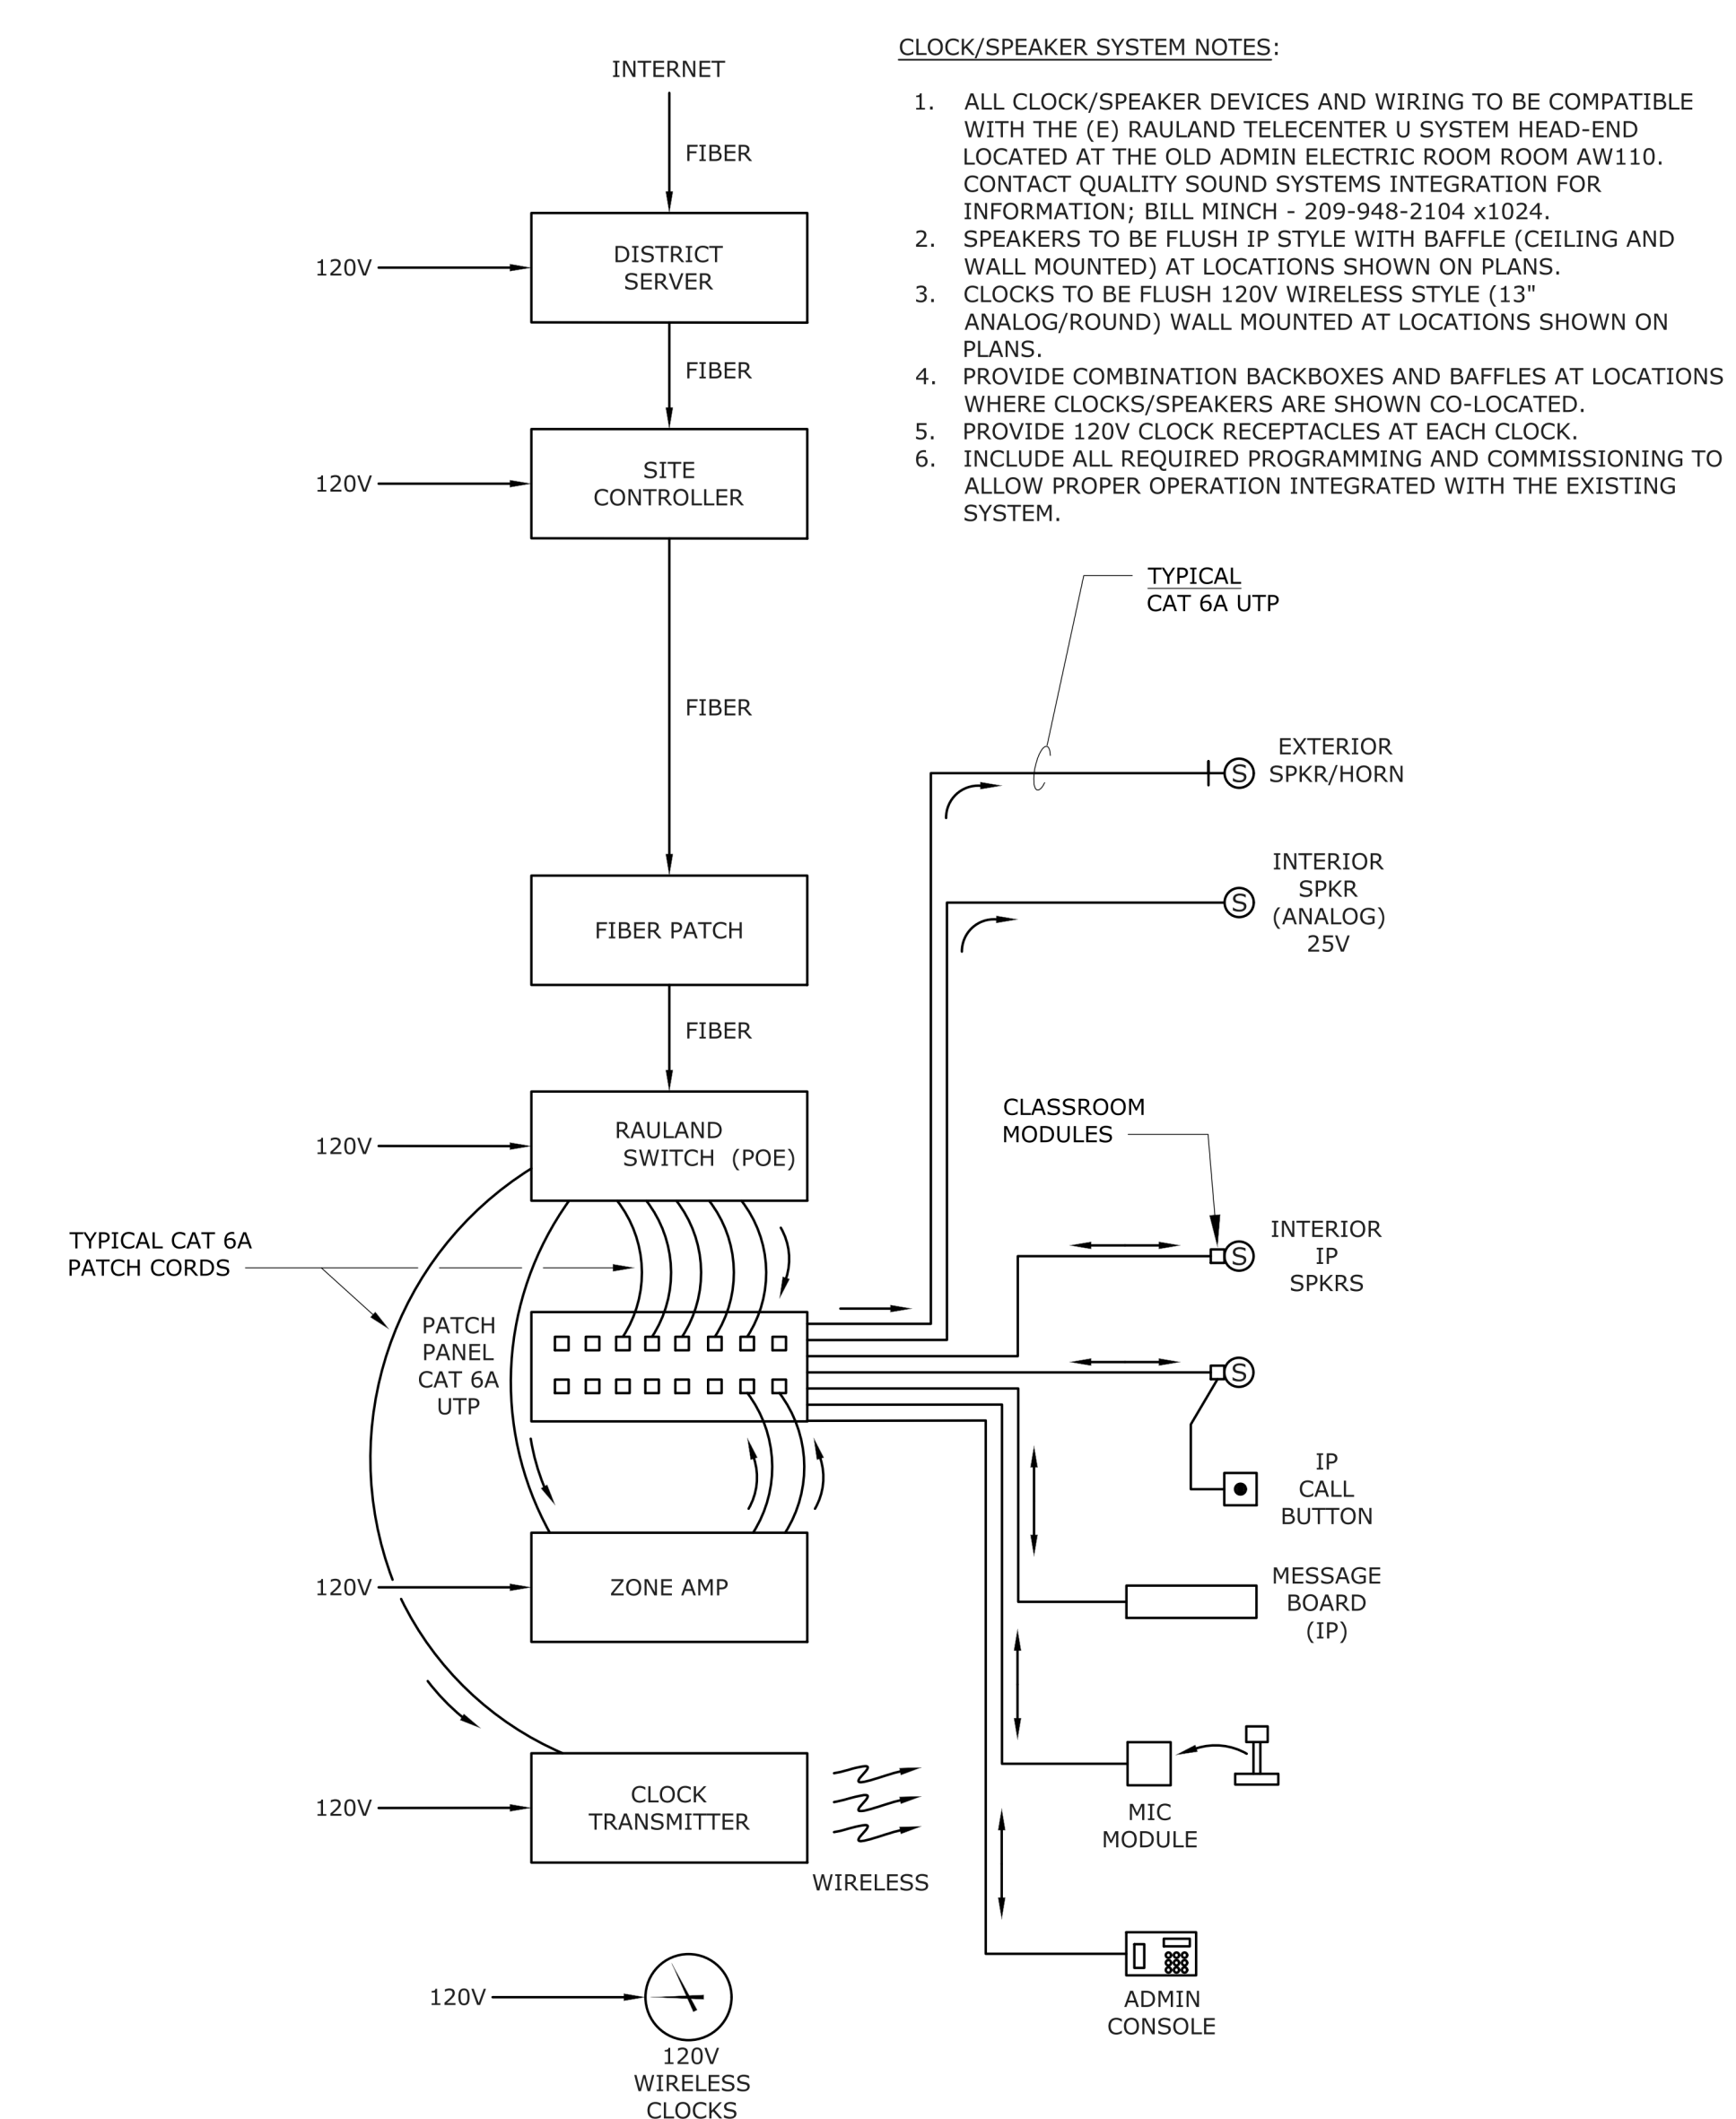 CLOCK/SPEAKER SYSTEM NOTES:
1. ALL CLOCK/SPEAKER DEVICES AND WIRING TO BE COMPATIBLE
WITH THE (E) RAULAND TELECENTER U SYSTEM HEAD-END
LOCATED AT THE OLD ADMIN ELECTRIC ROOM ROOM AW110.
CONTACT QUALITY SOUND SYSTEMS INTEGRATION FOR
INFORMATION; BILL MINCH - 209-948-2104 x1024.
2. SPEAKERS TO BE FLUSH IP STYLE WITH BAFFLE (CEILING AND
WALL MOUNTED) AT LOCATIONS SHOWN ON PLANS.
3. CLOCKS TO BE FLUSH 120V WIRELESS STYLE (13"
ANALOG/ROUND) WALL MOUNTED AT LOCATIONS SHOWN ON
PLANS.
4. PROVIDE COMBINATION BACKBOXES AND BAFFLES AT LOCATIONS
WHERE CLOCKS/SPEAKERS ARE SHOWN CO-LOCATED.
5. PROVIDE 120V CLOCK RECEPTACLES AT EACH CLOCK.
6. INCLUDE ALL REQUIRED PROGRAMMING AND COMMISSIONING TO
ALLOW PROPER OPERATION INTEGRATED WITH THE EXISTING
SYSTEM.
INTERNET
FIBER
120V
DISTRICT
SERVER
FIBER
120V
SITE
CONTROLLER
FIBER
FIBER PATCH
FIBER
120V
RAULAND
SWITCH (POE)
TYPICAL CAT 6A
PATCH CORDS
PATCH
PANEL
CAT 6A
UTP
120V
ZONE AMP
120V
CLOCK
TRANSMITTER
WIRELESS
120V
120V
WIRELESS
CLOCKS
TYPICAL
CAT 6A UTP
S
EXTERIOR
SPKR/HORN
S
INTERIOR
SPKR
(ANALOG)
25V
CLASSROOM
MODULES
S
INTERIOR
IP
SPKRS
S
IP
CALL
BUTTON
MESSAGE
BOARD
(IP)
MIC
MODULE
ADMIN
CONSOLE